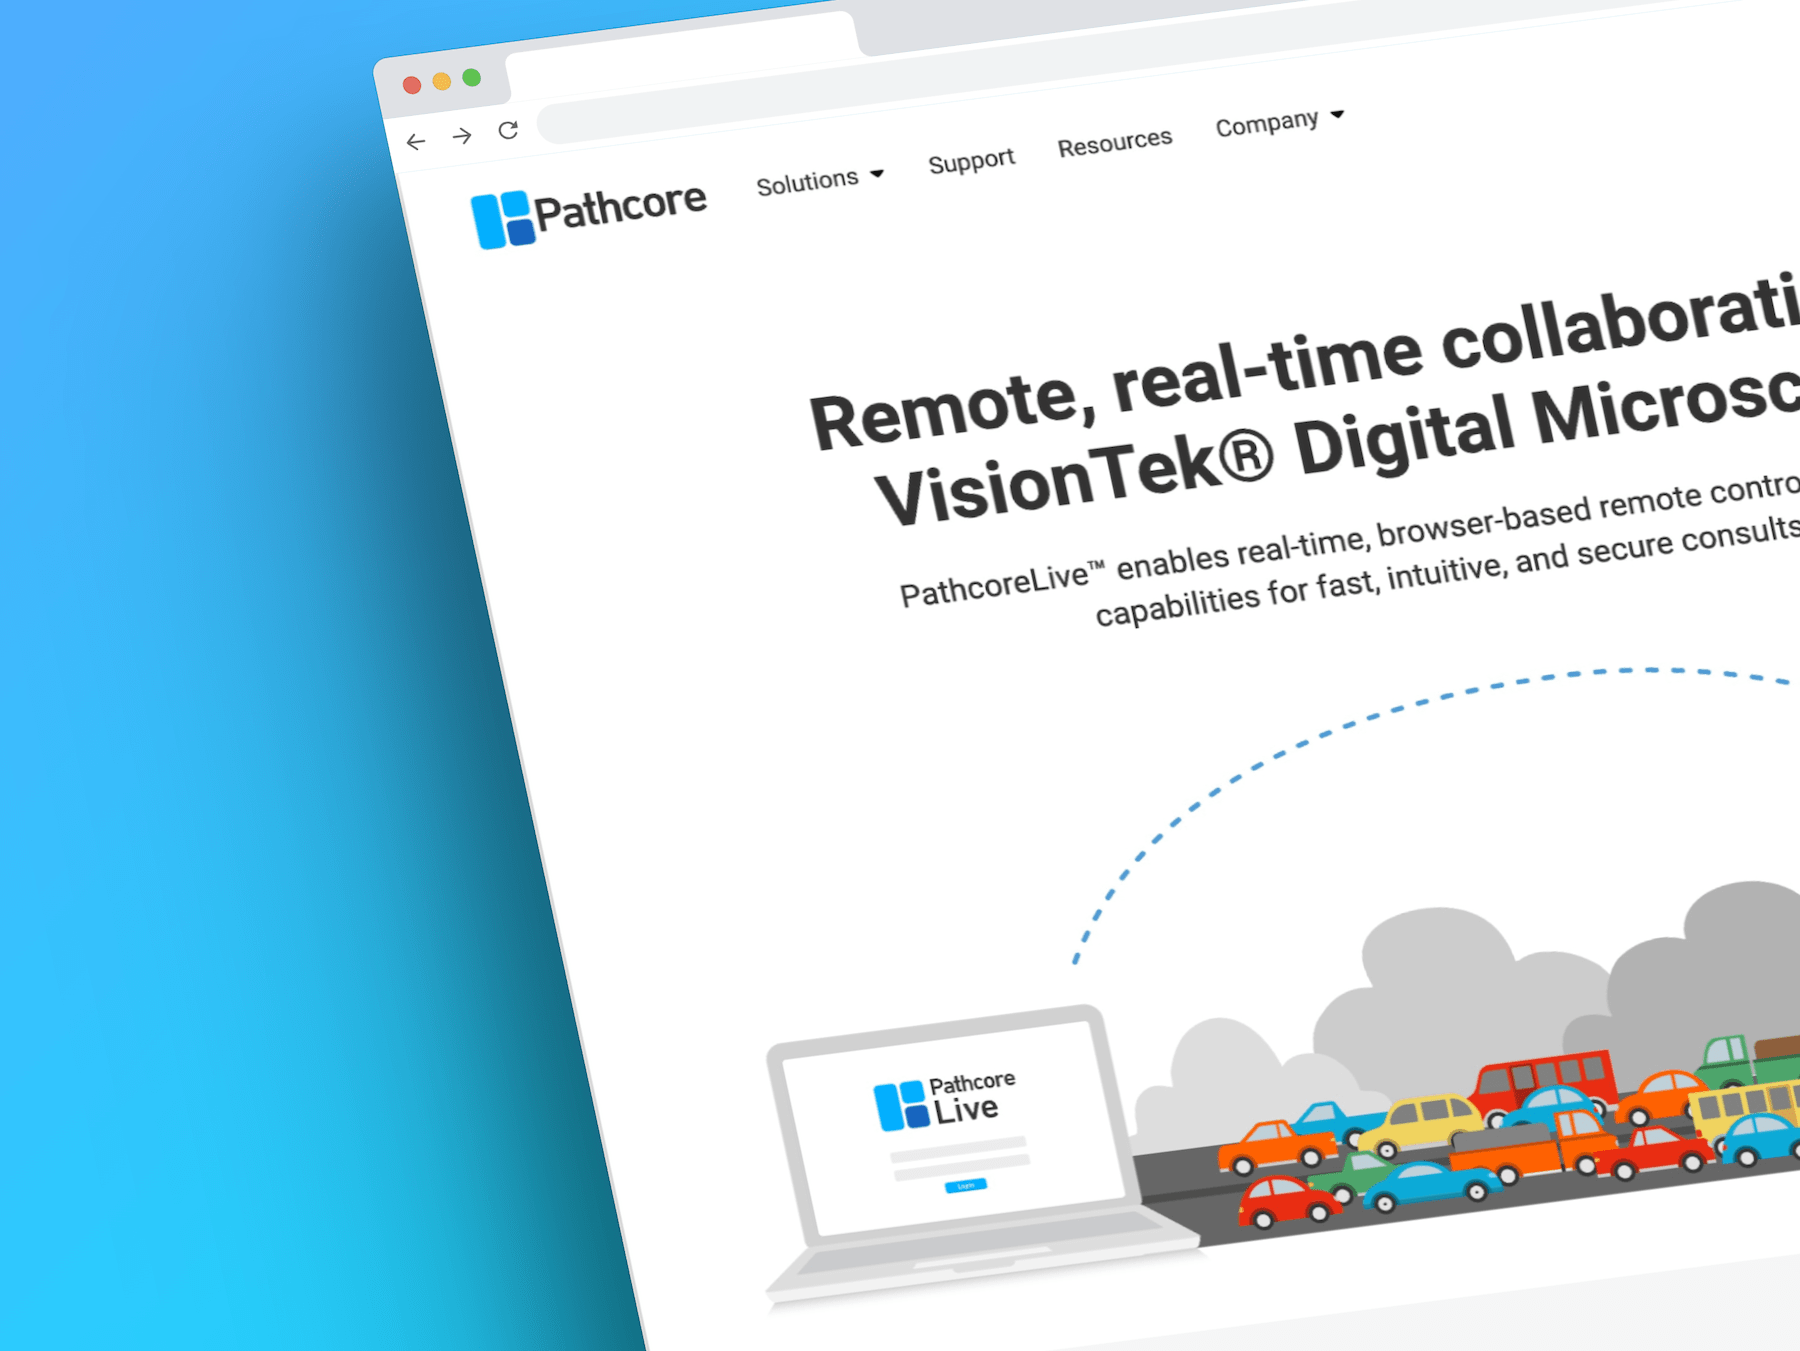 Pathcore
Solutions
Support
Resources
Company
Remote, real-time collaborati
VisionTek® Digital Microsc
PathcoreLive™ enables real-time, browser-based remote contro
capabilities for fast, intuitive, and secure consults
Pathcore
Live
Login